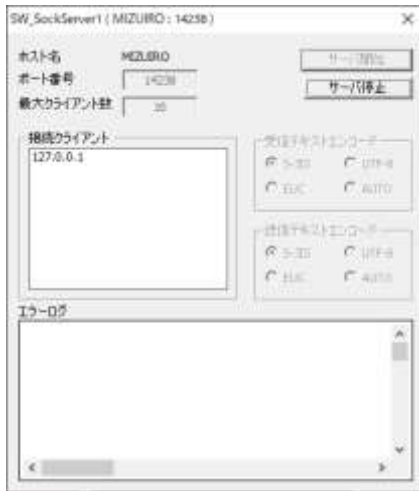 SW_SockServer1 ( MIZUIRO : 14238 )
ホスト名 MIZUIRO
サーバ開始
ポート番号 14238
サーバ停止
最大クライアント数
接続クライアント
127.0.0.1
受信テキストエンコード
S-JIS UTF-8
EUC AUTO
送信テキストエンコード
S-JIS UTF-8
EUC AUTO
エラーログ